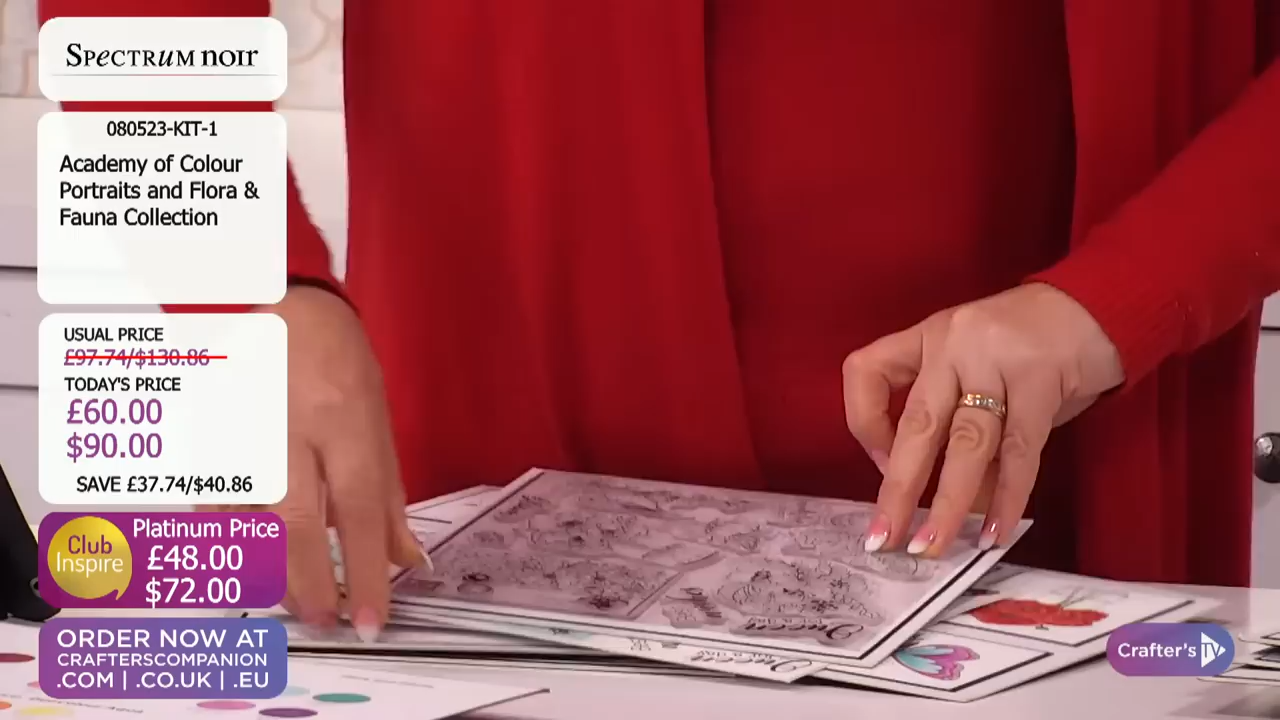 Spectrum noir
080523-KIT-1
Academy of Colour
Portraits and Flora &
Fauna Collection
USUAL PRICE
£97.74/$130.86
TODAY'S PRICE
£60.00
$90.00
SAVE £37.74/$40.86
Club
Inspire
Platinum Price
£48.00
$72.00
ORDER NOW AT
CRAFTERSCOMPANION
.COM | .CO.UK | .EU
Crafter's TV
Queen